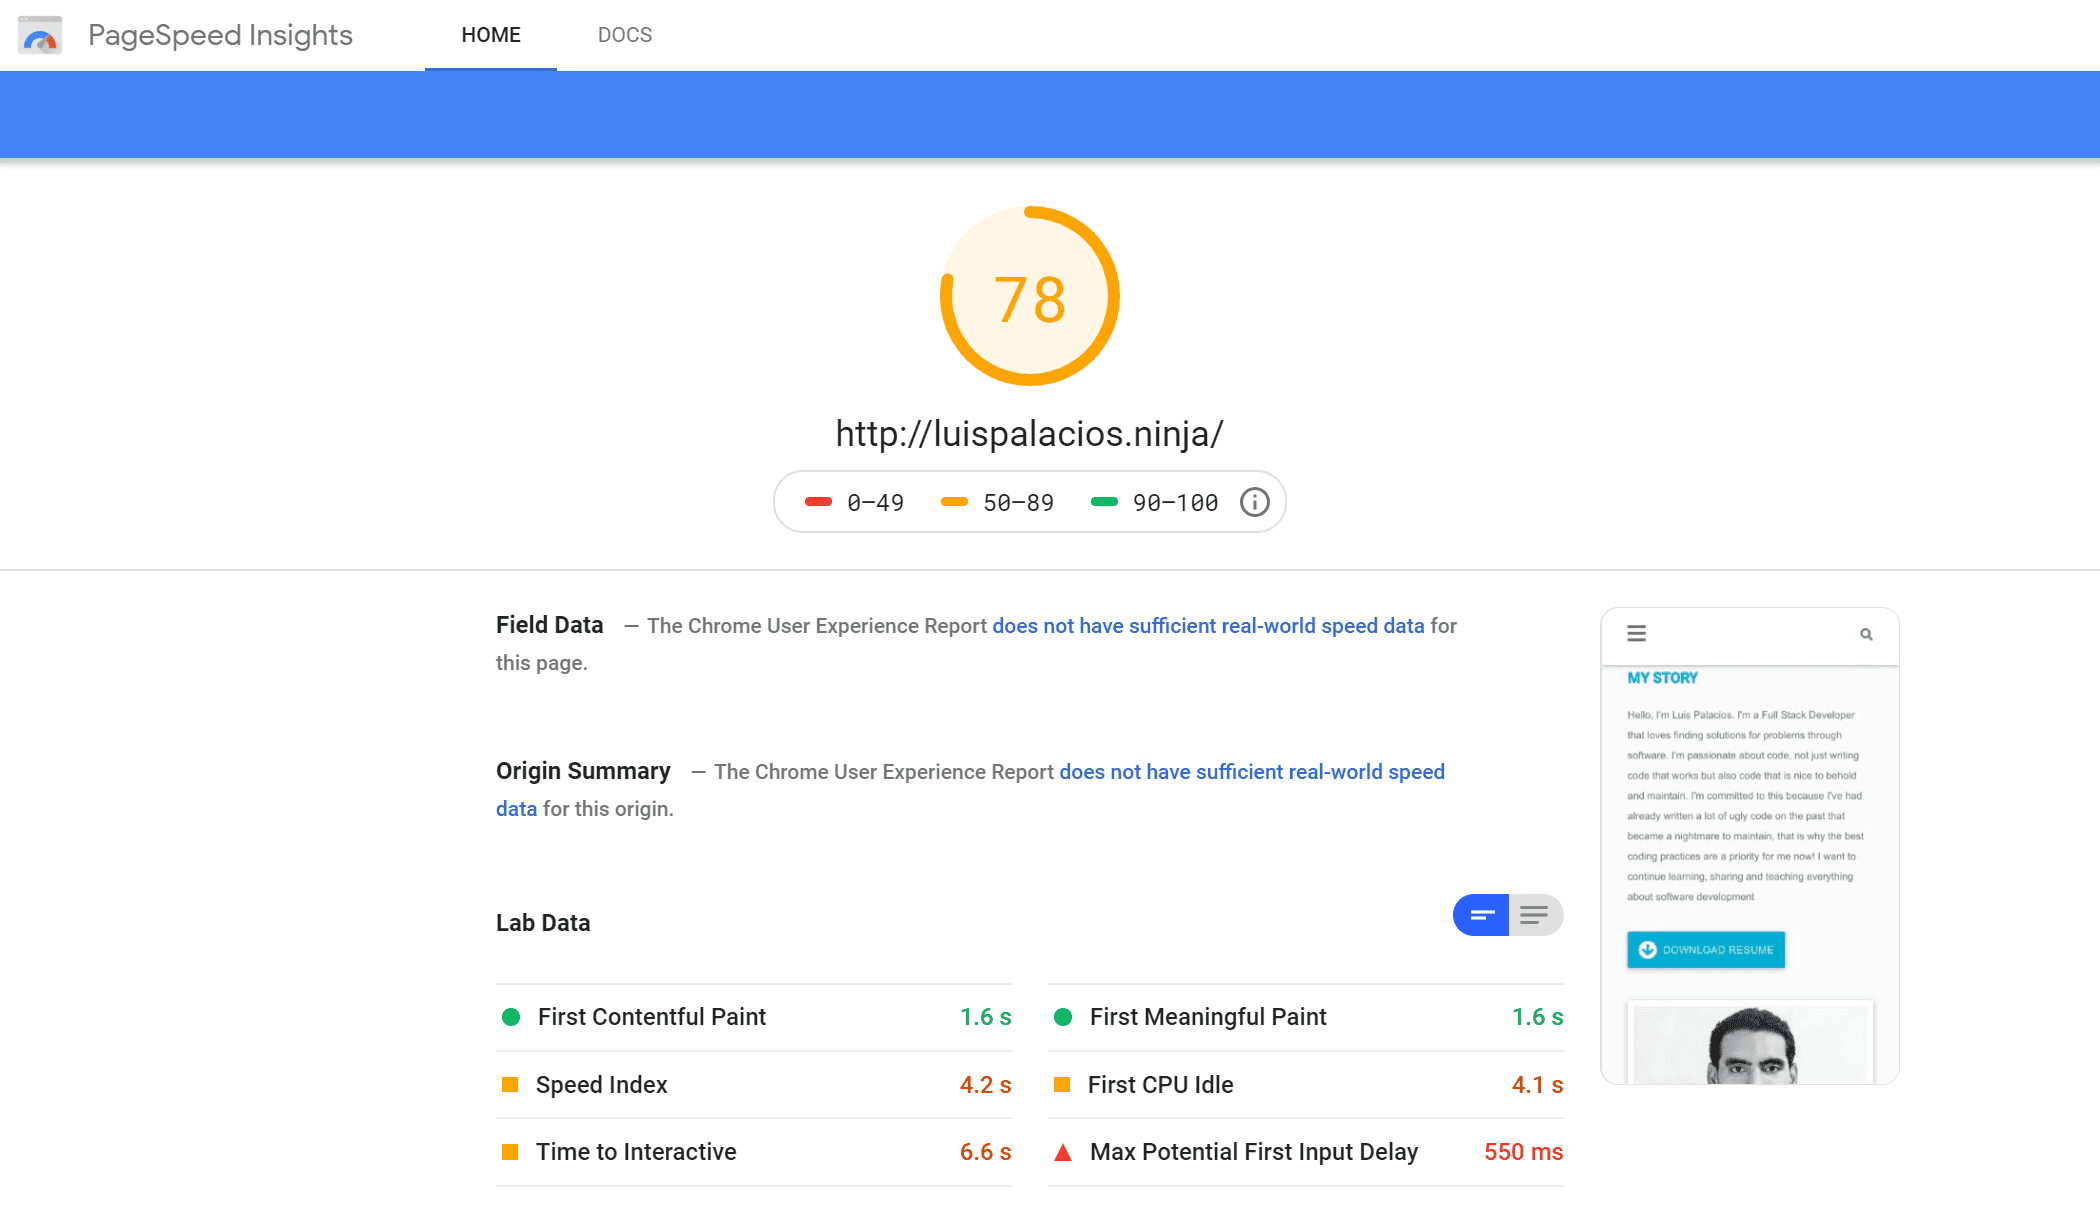 PageSpeed Insights
HOME
DOCS
78
http://luispalacios.ninja/
0–49
50–89
90–100
Field Data — The Chrome User Experience Report does not have sufficient real-world speed data for
this page.
Origin Summary — The Chrome User Experience Report does not have sufficient real-world speed
data for this origin.
Lab Data
First Contentful Paint 1.6 s
First Meaningful Paint 1.6 s
Speed Index 4.2 s
First CPU Idle 4.1 s
Time to Interactive 6.6 s
Max Potential First Input Delay 550 ms
MY STORY
Hello, I'm Luis Palacios. I'm a Full Stack Developer
that loves finding solutions for problems through
software. I'm passionate about code, not just writing
code that works but also code that is nice to behold
and maintain. I'm committed to this because I've had
already written a lot of ugly code on the past that
became a nightmare to maintain, that is why the best
coding practices are a priority for me now! I want to
continue learning, sharing and teaching everything
about software development
DOWNLOAD RESUME